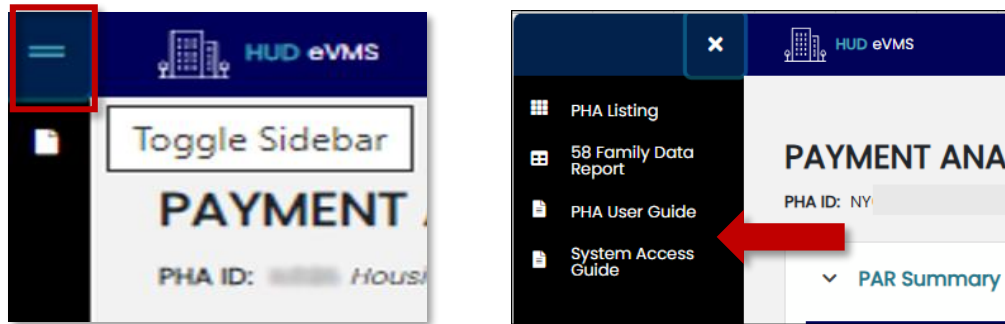 HUD eVMS
Toggle Sidebar
PAYMENT
PHA ID: Housi
HUD eVMS
PHA Listing
58 Family Data
Report
PHA User Guide
System Access
Guide
PAYMENT ANA
PHA ID: NY
PAR Summary